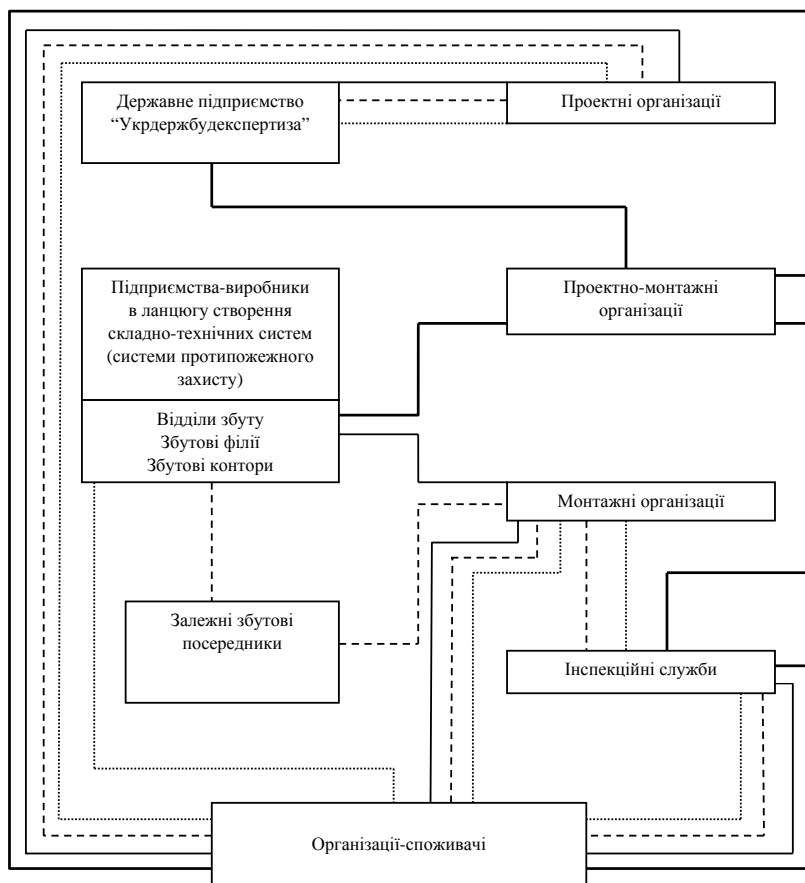 Державне підприємство
“Укрдержбудекспертиза”
Проектні організації
Підприємства-виробники
в ланцюгу створення
складно-технічних систем
(системи протипожежного
захисту)
Проектно-монтажні
організації
Відділи збуту
Збутові філії
Збутові контори
Монтажні організації
Залежні збутові
посередники
Інспекційні служби
Організації-споживачі